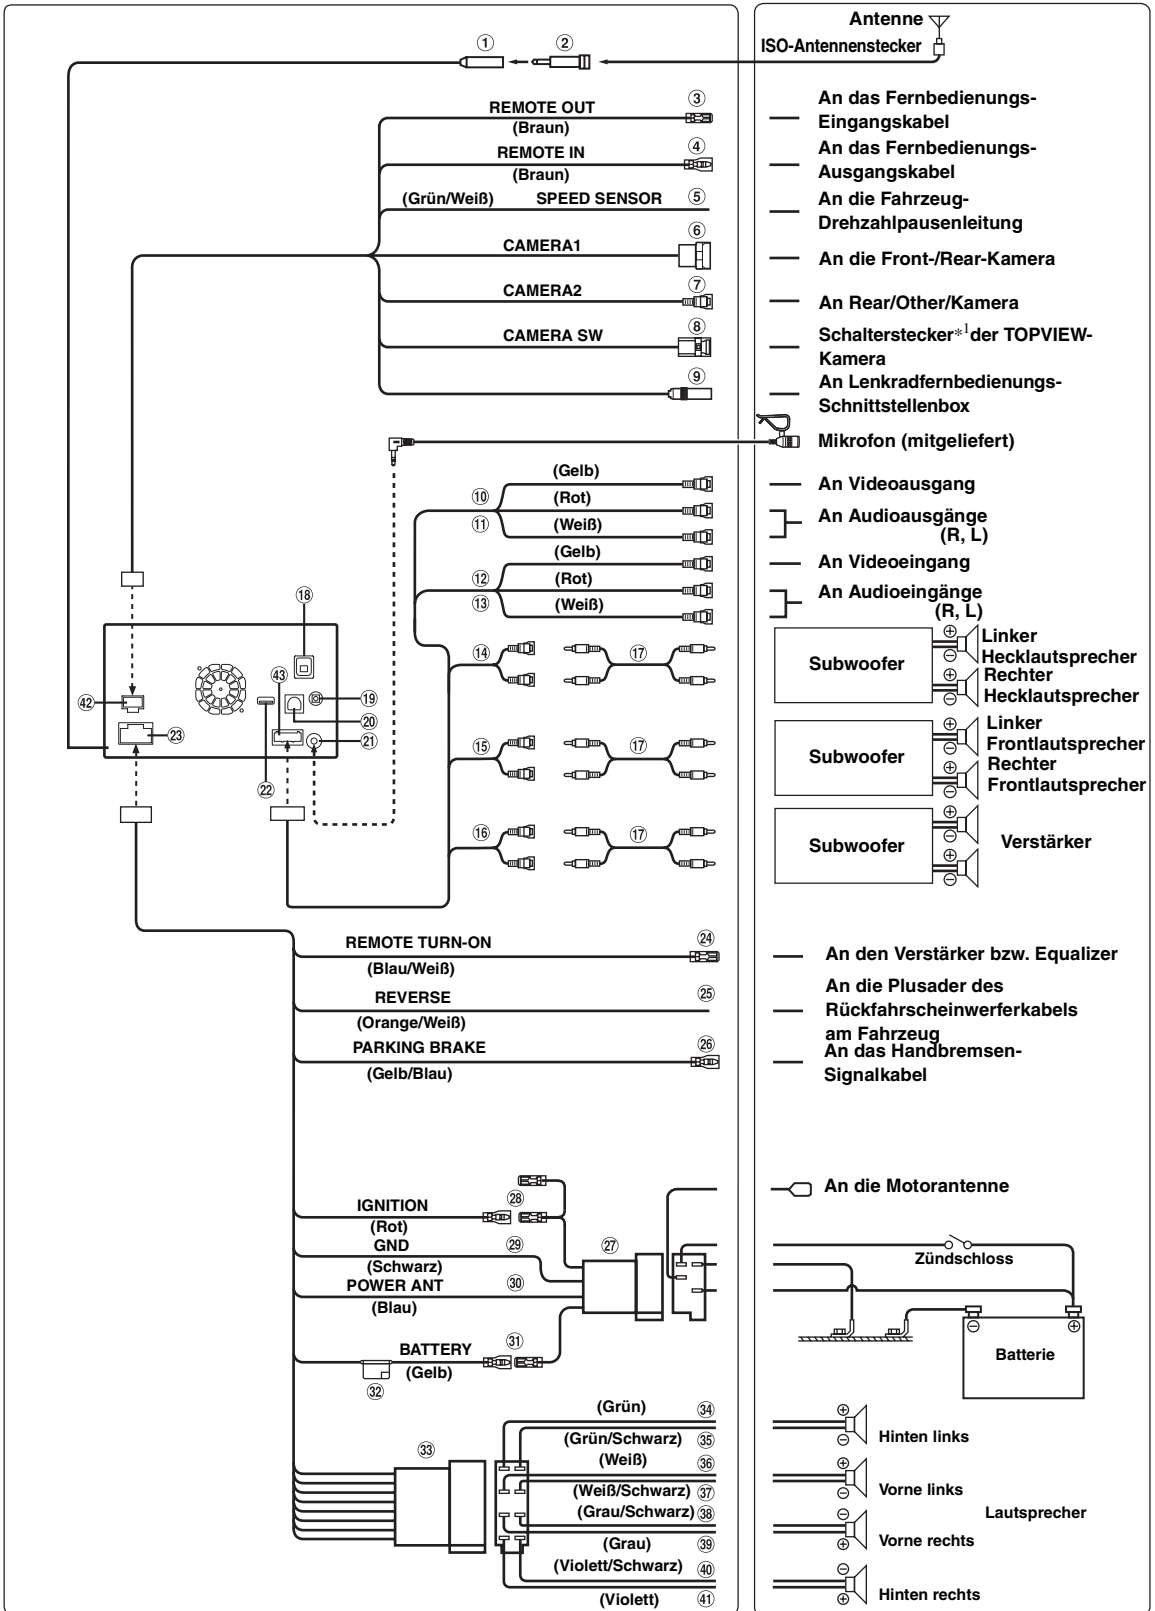 Antenne
① ② ISO-Antennenstecker
REMOTE OUT ③ An das Fernbedienungs-
(Braun) Eingangskabel
REMOTE IN ④ An das Fernbedienungs-
(Braun) Ausgangskabel
(Grün/Weiß) SPEED SENSOR ⑤ An die Fahrzeug-
Drehzahlpausenleitung
CAMERA1 ⑥ An die Front-/Rear-Kamera
CAMERA2 ⑦ An Rear/Other/Kamera
CAMERA SW ⑧ Schalterstecker*1 der TOPVIEW-
Kamera
⑨ An Lenkradfernbedienungs-
Schnittstellenbox
Mikrofon (mitgeliefert)
(Gelb) An Videoausgang
⑩ (Rot) An Audioausgänge
⑪ (Weiß) (R, L)
(Gelb) An Videoeingang
⑫ (Rot) An Audioeingänge
⑬ (Weiß) (R, L)
⑱
㊸
⑲
⑳
㉑
㊷
㉓
㉒
⑭ ⑰ Subwoofer ⊕ Linker
⊖ Hecklautsprecher
⊕ Rechter
⊖ Hecklautsprecher
⑮ ⑰ Subwoofer ⊕ Linker
⊖ Frontlautsprecher
⊕ Rechter
⊖ Frontlautsprecher
⑯ ⑰ Subwoofer ⊕
⊖ Verstärker
⊕
⊖
REMOTE TURN-ON ㉔ An den Verstärker bzw. Equalizer
(Blau/Weiß)
REVERSE ㉕ An die Plusader des
(Orange/Weiß) Rückfahrscheinwerferkabels
am Fahrzeug
PARKING BRAKE ㉖ An das Handbremsen-
(Gelb/Blau) Signalkabel
An die Motorantenne
IGNITION ㉘
(Rot)
GND ㉙ ㉗ Zündschloss
(Schwarz)
POWER ANT ㉚
(Blau)
⊖ ⊕
BATTERY ㉛ Batterie
(Gelb)
㉜
㉝
(Grün) ㉞ ⊕
(Grün/Schwarz) ㉟ ⊖ Hinten links
(Weiß) ㊱ ⊕
(Weiß/Schwarz) ㊲ ⊖ Vorne links
Lautsprecher
(Grau/Schwarz) ㊳ ⊖
(Grau) ㊴ ⊕ Vorne rechts
(Violett/Schwarz) ㊵ ⊖
(Violett) ㊶ ⊕ Hinten rechts